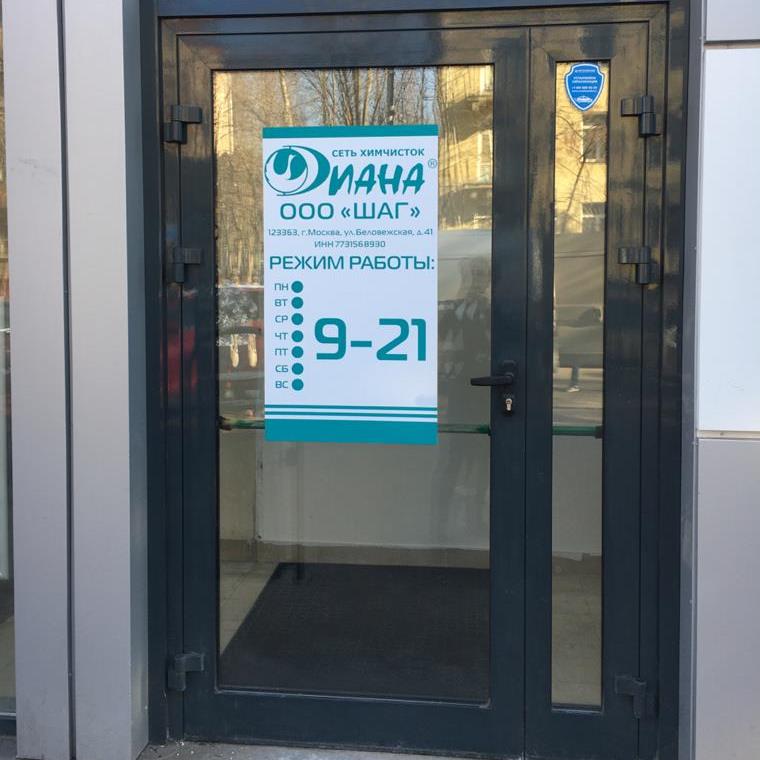 СЕТЬ ХИМЧИСТОК
ДИАНА®
ООО «ШАГ»
123363, г.Москва, ул.Беловежская, д.41
ИНН 7731568930
РЕЖИМ РАБОТЫ:
ПН
ВТ
СР
ЧТ
ПТ
СБ
ВС
9-21